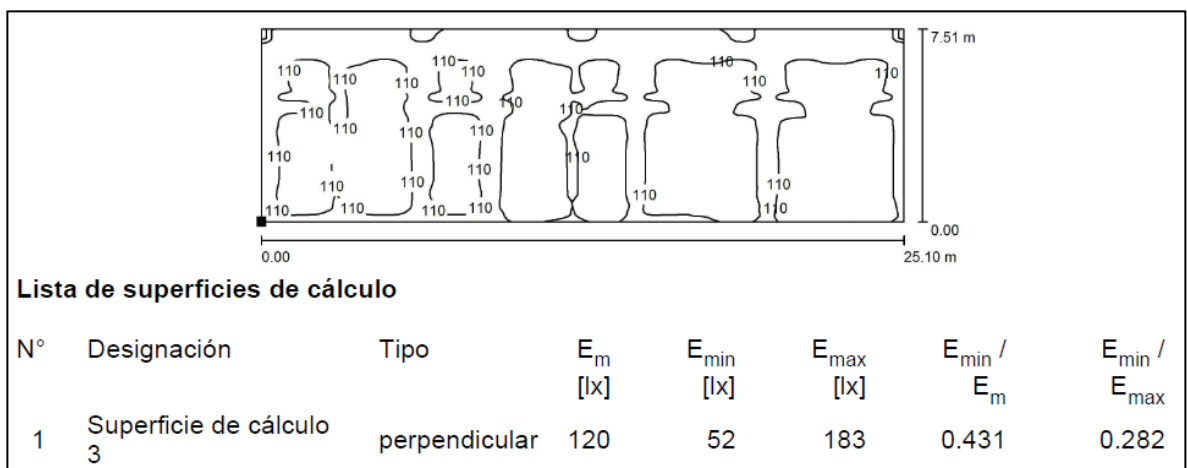 7.51 m
110 110
110 110 110
110 110 110
110 110 110
110
110 110 110
110 110
110
110 110 110
110
110 110 110 110 110
0.00
0.00 25.10 m
Lista de superficies de cálculo
N° Designación Tipo Em Emin Emax Emin / Emin /
[lx] [lx] [lx] Em Emax
1 Superficie de cálculo 3 perpendicular 120 52 183 0.431 0.282